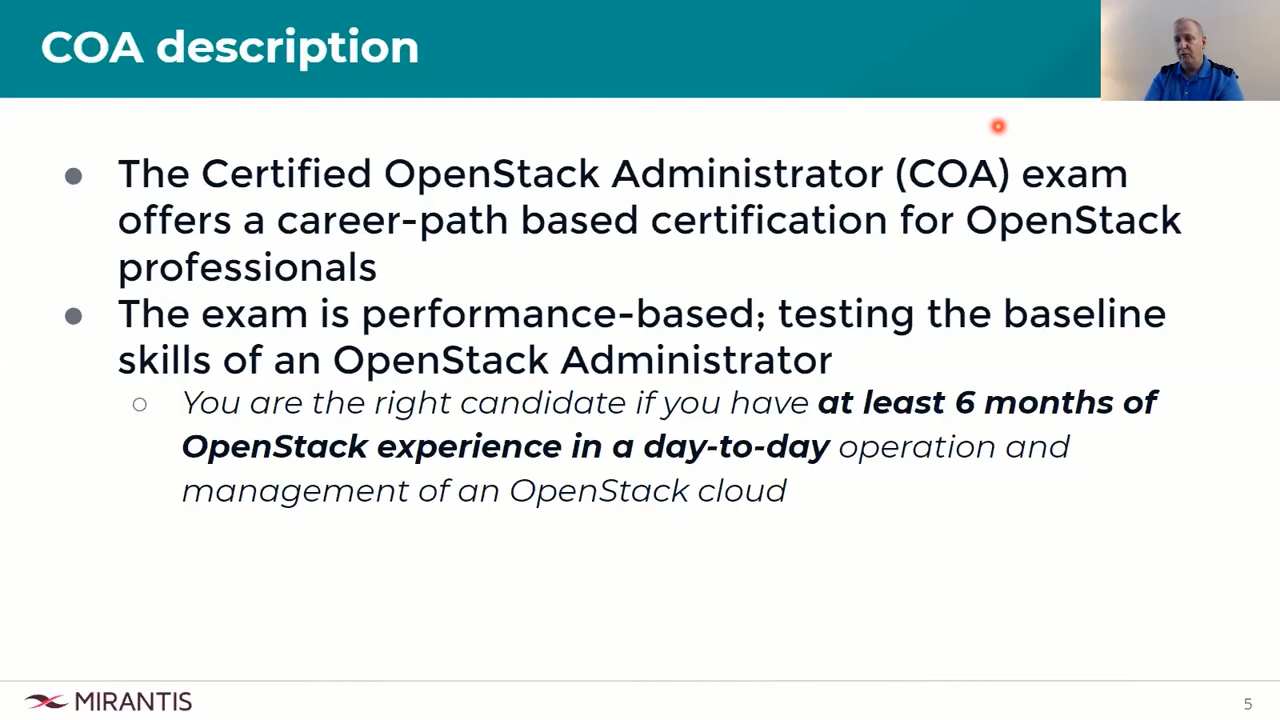 COA description
● The Certified OpenStack Administrator (COA) exam
offers a career-path based certification for OpenStack
professionals
● The exam is performance-based; testing the baseline
skills of an OpenStack Administrator
○ You are the right candidate if you have at least 6 months of
OpenStack experience in a day-to-day operation and
management of an OpenStack cloud
MIRANTIS
5